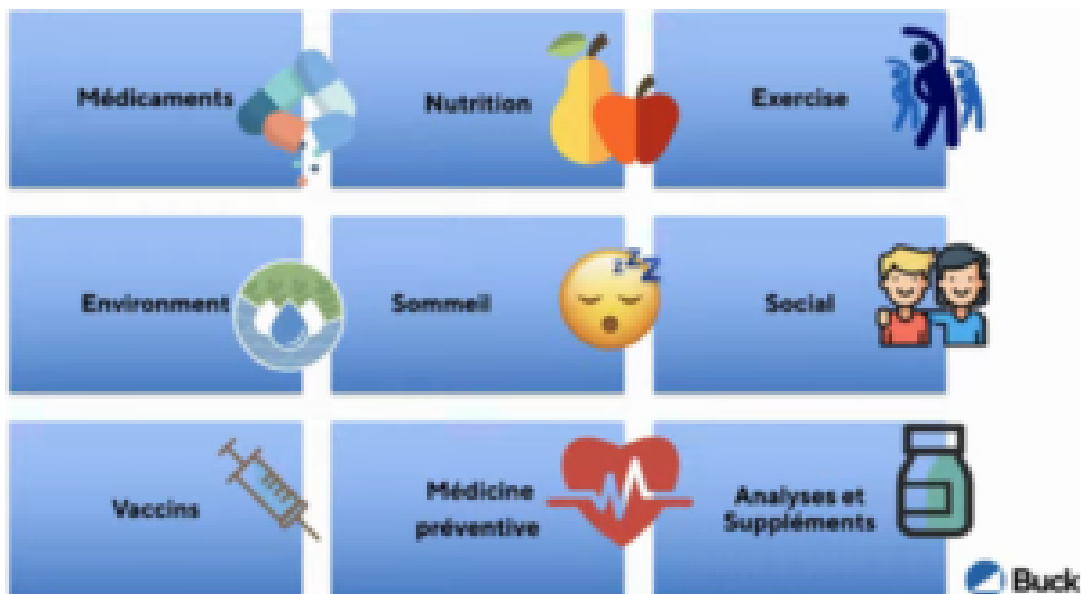 Médicaments
Nutrition
Exercise
Environment
Sommeil
Social
Vaccins
Médicine
préventive
Analyses et
Suppléments
Buck